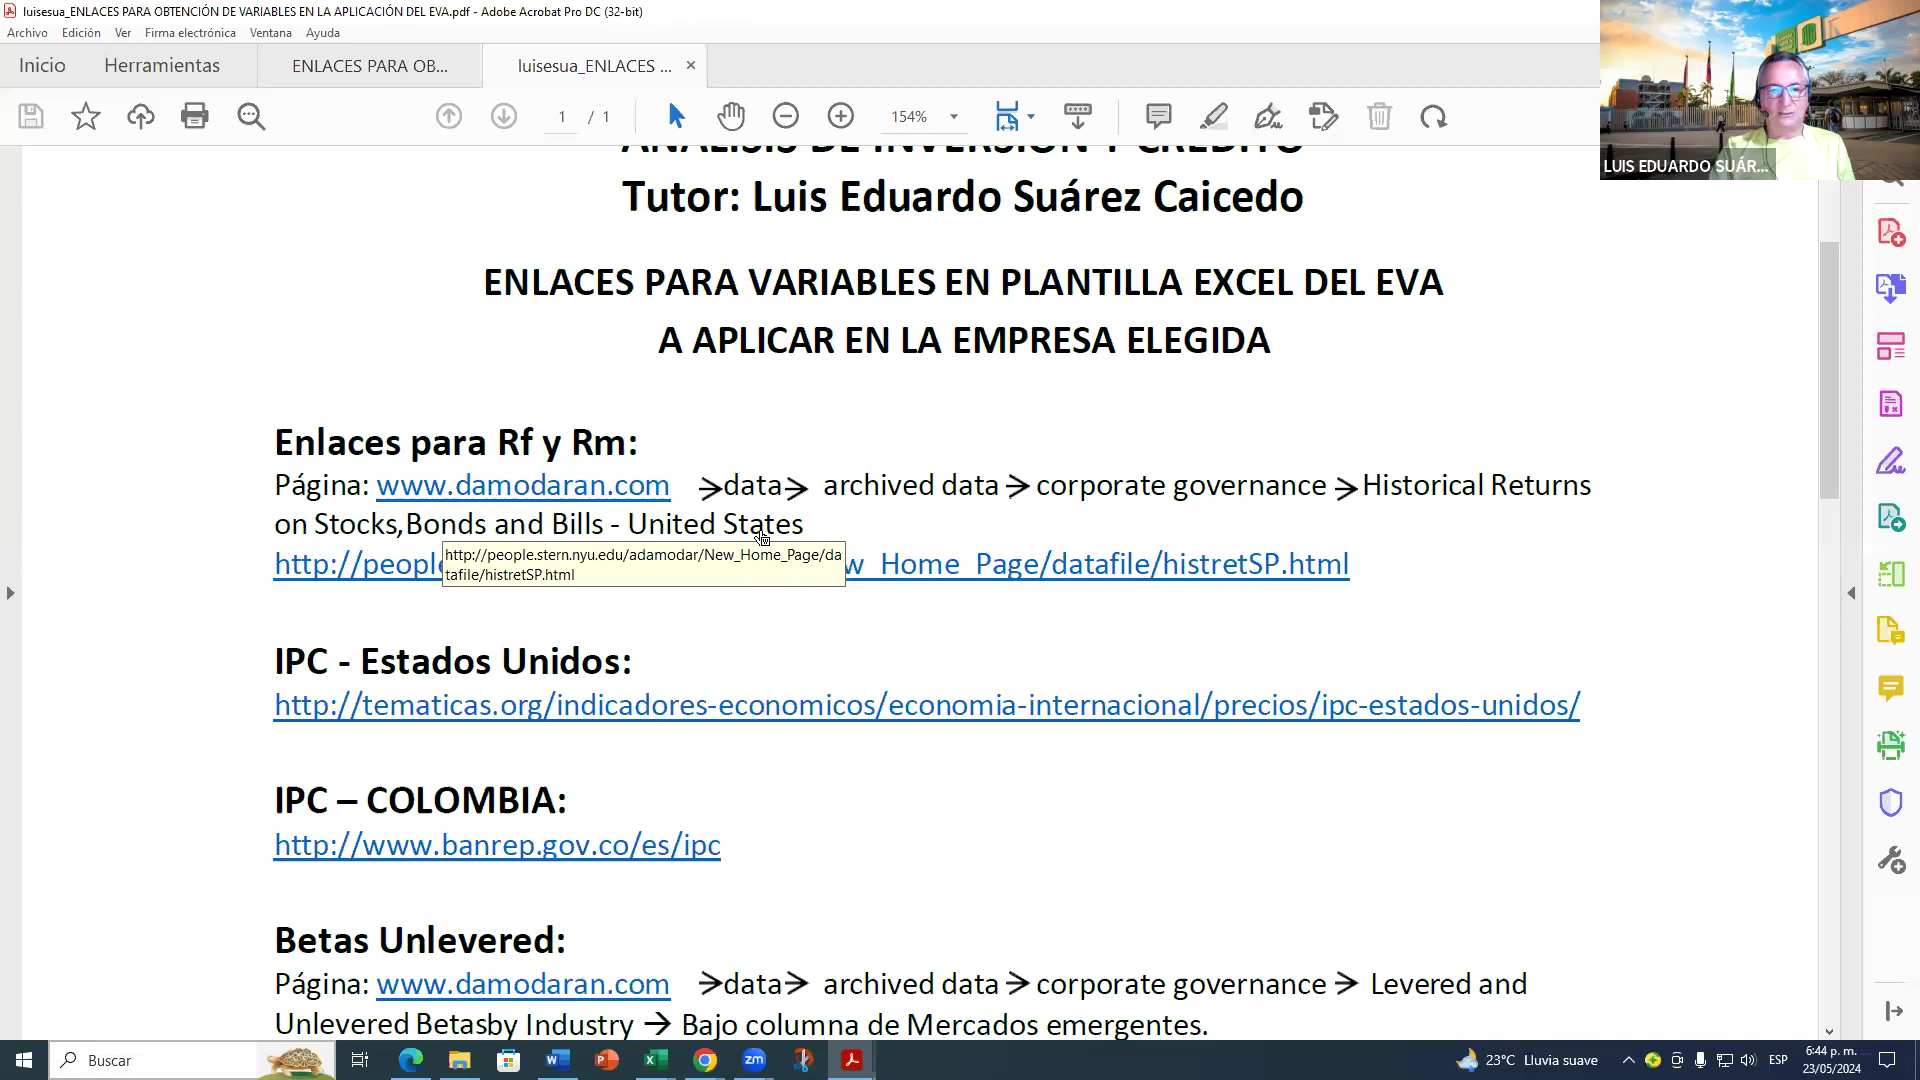 luisesua_ENLACES PARA OBTENCIÓN DE VARIABLES EN LA APLICACIÓN DEL EVA.pdf - Adobe Acrobat Pro DC (32-bit)
Archivo Edición Ver Firma electrónica Ventana Ayuda
Inicio Herramientas ENLACES PARA OB... luisesua_ENLACES ... ×
1 / 1 154%
ANÁLISIS DE INVERSIÓN Y CRÉDITO
LUIS EDUARDO SUÁR...
Tutor: Luis Eduardo Suárez Caicedo
ENLACES PARA VARIABLES EN PLANTILLA EXCEL DEL EVA
A APLICAR EN LA EMPRESA ELEGIDA
Enlaces para Rf y Rm:
Página: www.damodaran.com >data> archived data > corporate governance > Historical Returns
on Stocks,Bonds and Bills - United States
http://people.stern.nyu.edu/adamodar/New_Home_Page/da
tafile/histretSP.html
http://people w_Home_Page/datafile/histretSP.html
IPC - Estados Unidos:
http://tematicas.org/indicadores-economicos/economia-internacional/precios/ipc-estados-unidos/
IPC – COLOMBIA:
http://www.banrep.gov.co/es/ipc
Betas Unlevered:
Página: www.damodaran.com >data> archived data > corporate governance > Levered and
Unlevered Betasby Industry → Bajo columna de Mercados emergentes.
Buscar
23°C Lluvia suave ESP 6:44 p. m.
23/05/2024